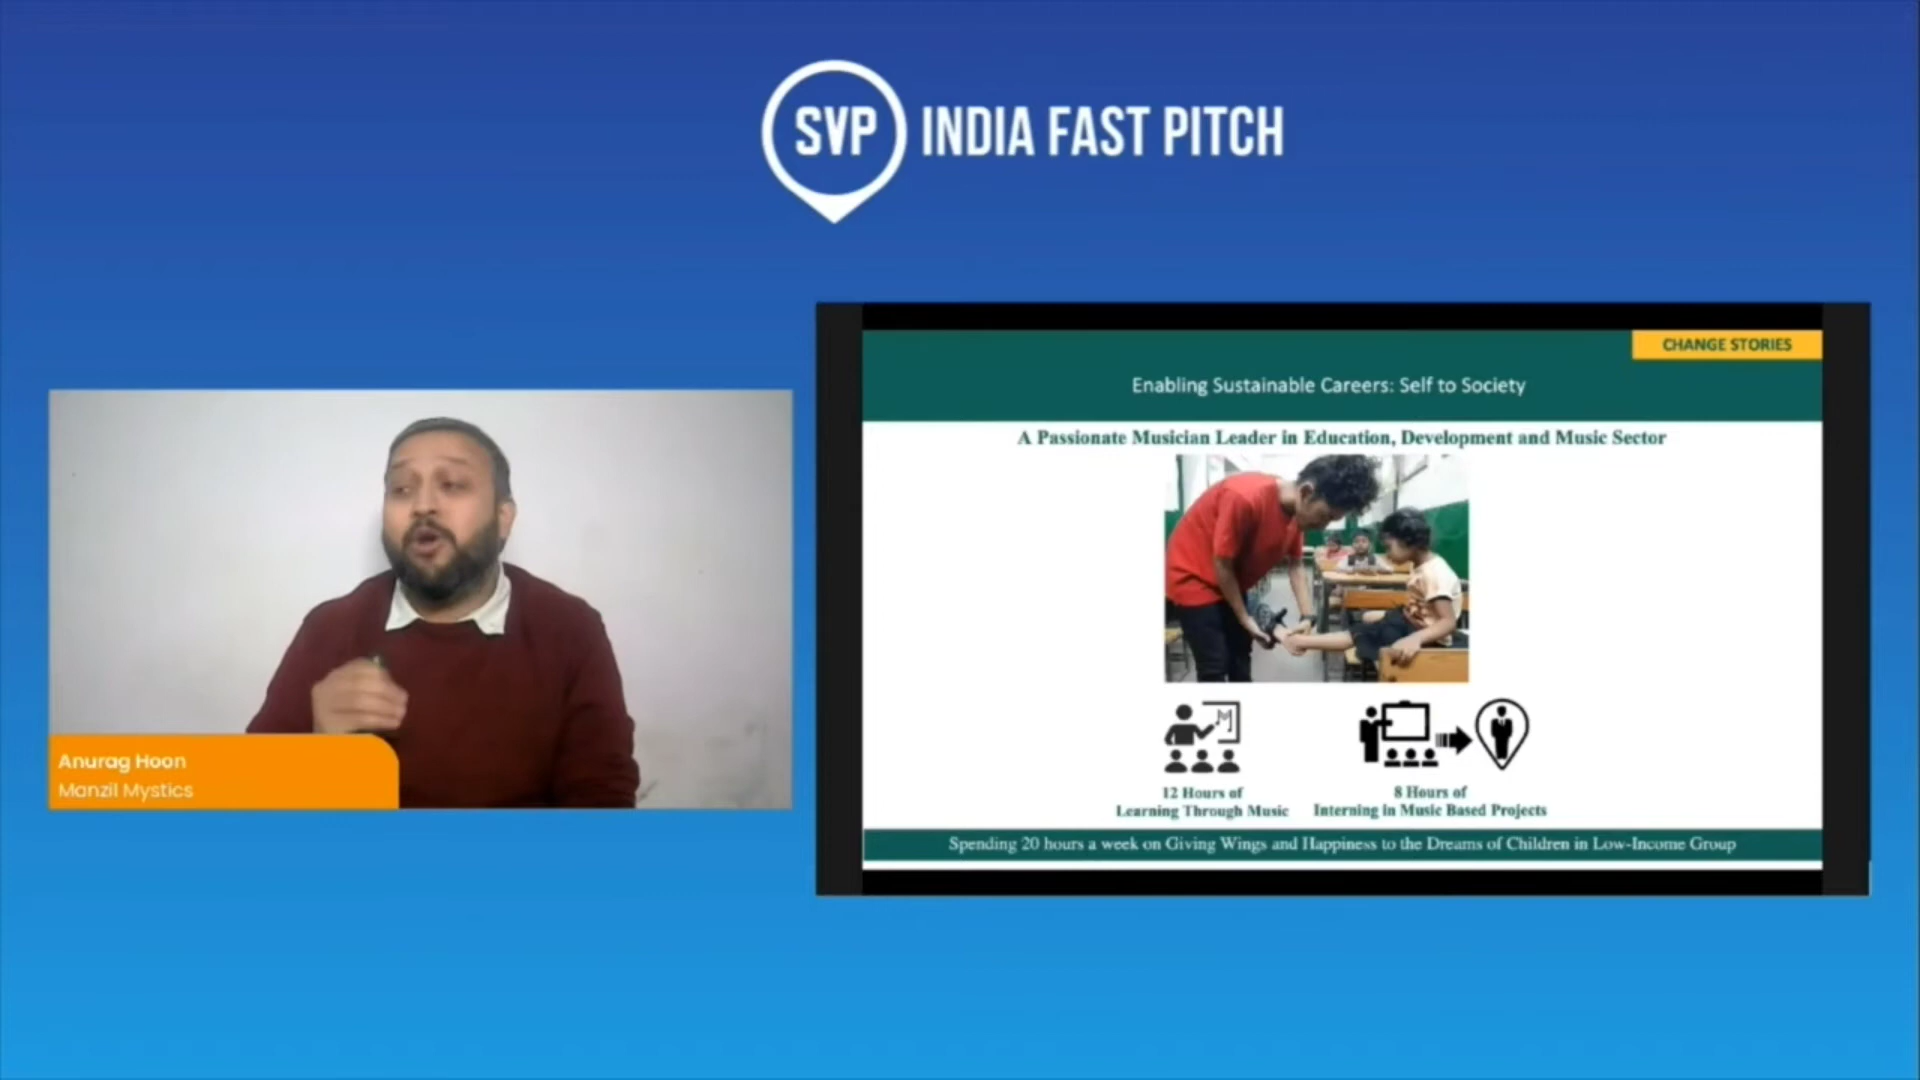 SVP INDIA FAST PITCH
Anurag Hoon
Manzil Mystics
CHANGE STORIES
Enabling Sustainable Careers: Self to Society
A Passionate Musician Leader in Education, Development and Music Sector
12 Hours of
Learning Through Music
8 Hours of
Interning in Music Based Projects
Spending 20 hours a week on Giving Wings and Happiness to the Dreams of Children in Low-Income Group